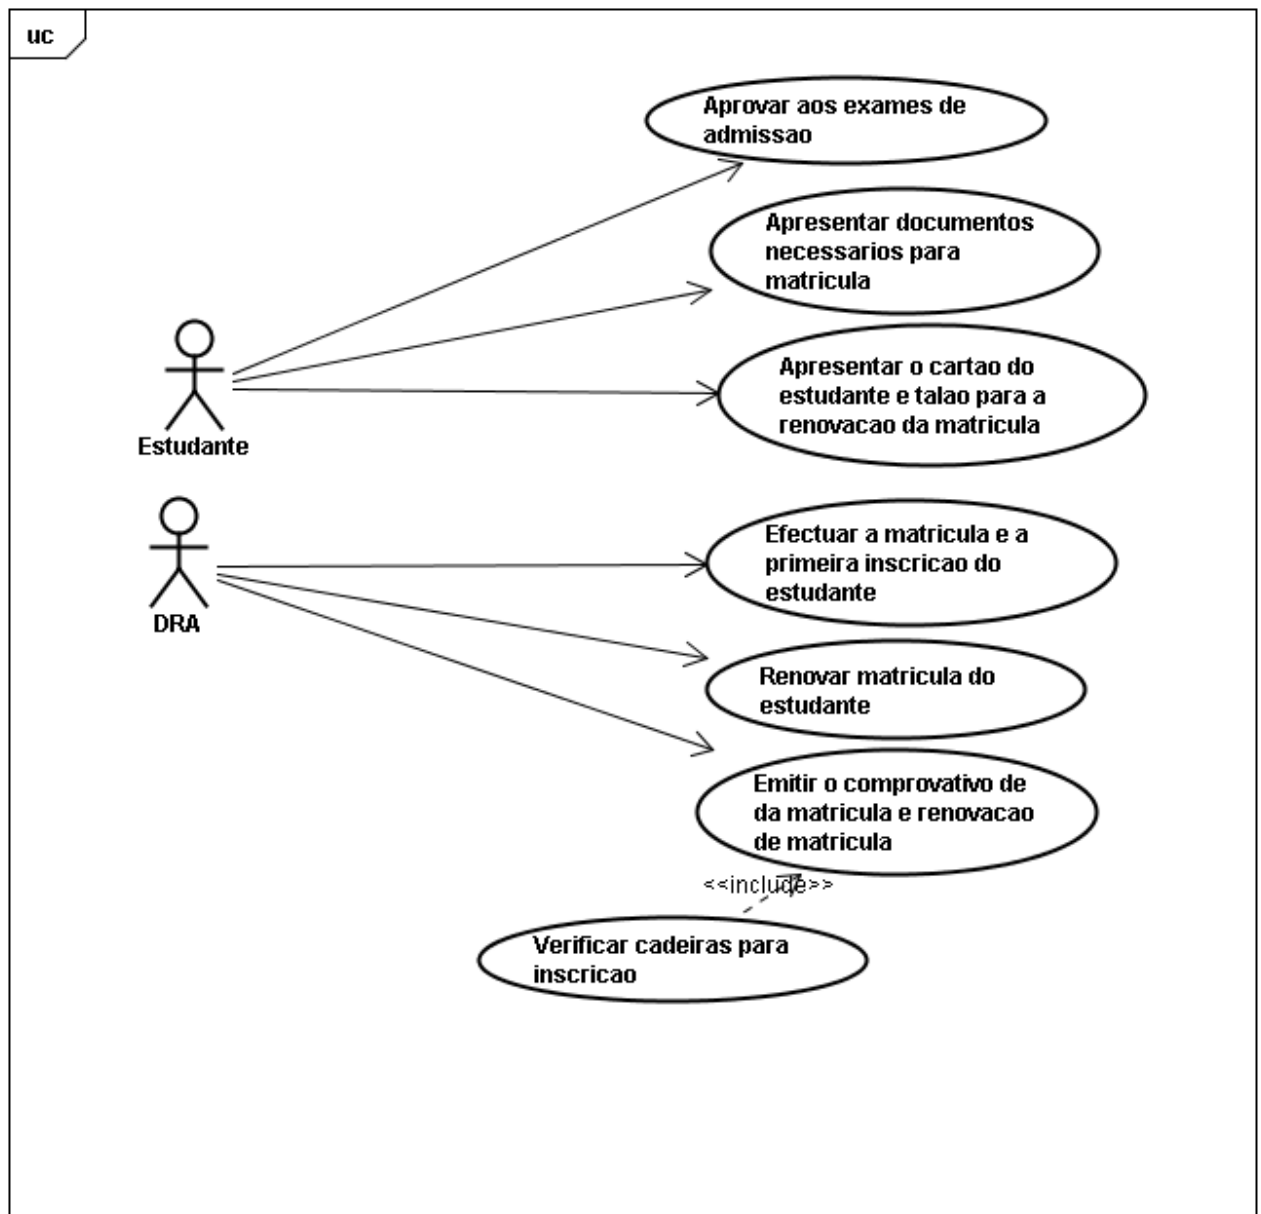 uc
Aprovar aos exames de
admissao
Apresentar documentos
necessarios para
matricula
Apresentar o cartao do
estudante e talao para a
renovacao da matricula
Estudante
Efectuar a matricula e a
primeira inscricao do
estudante
DRA
Renovar matricula do
estudante
Emitir o comprovativo de
da matricula e renovacao
de matricula
<<include>>
Verificar cadeiras para
inscricao